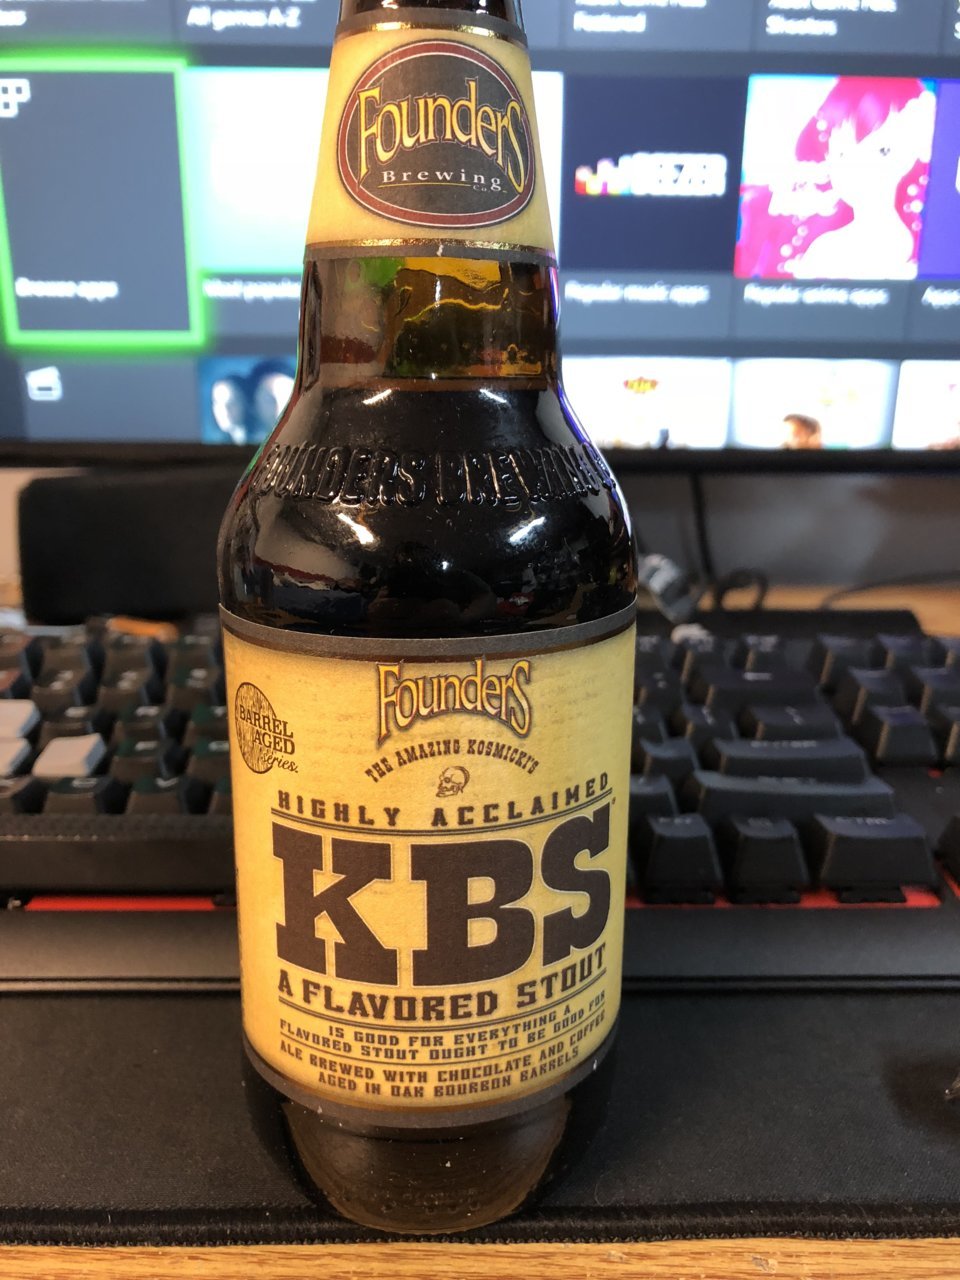 All games A-Z
Featured
Shooters
Founders
Brewing
Co.
Browse apps
Most popular
Popular music apps
Popular anime apps
FOUNDERS BREWING
Founders
BARREL
AGED
Series.
THE AMAZING KOSMICKI'S
HIGHLY ACCLAIMED
KBS
A FLAVORED STOUT
IS GOOD FOR EVERYTHING A
FLAVORED STOUT OUGHT TO BE GOOD FOR
ALE BREWED WITH CHOCOLATE AND COFFEE
AGED IN OAK BOURBON BARRELS